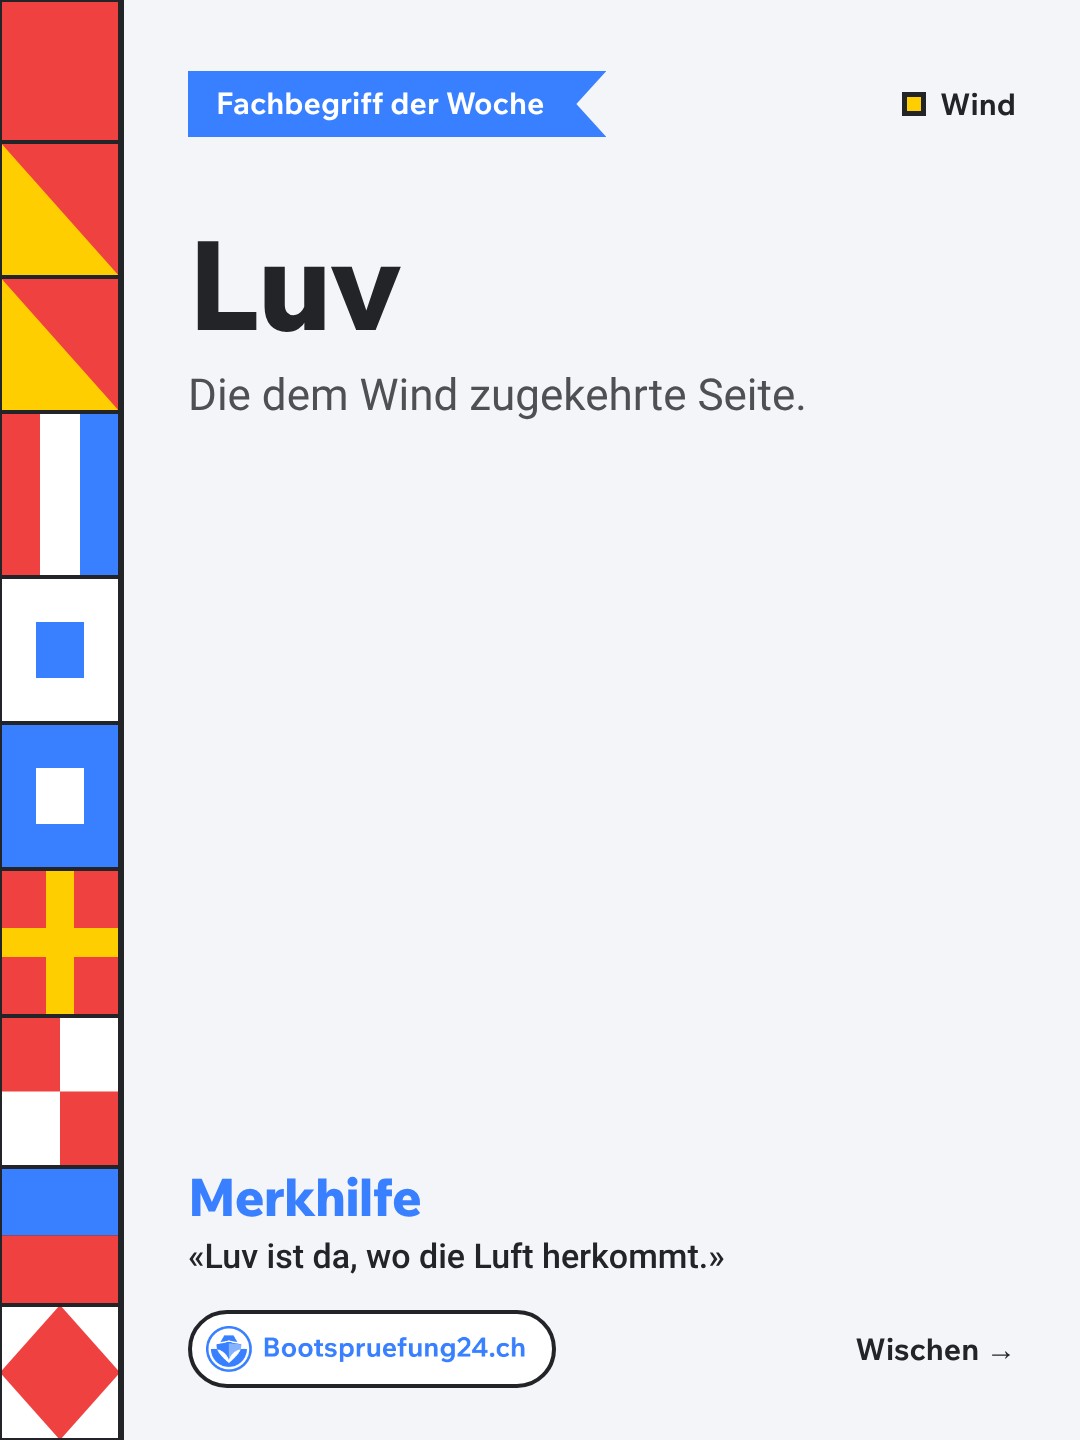 Fachbegriff der Woche
Wind
Luv
Die dem Wind zugekehrte Seite.
Merkhilfe
«Luv ist da, wo die Luft herkommt.»
Bootspruefung24.ch
Wischen →